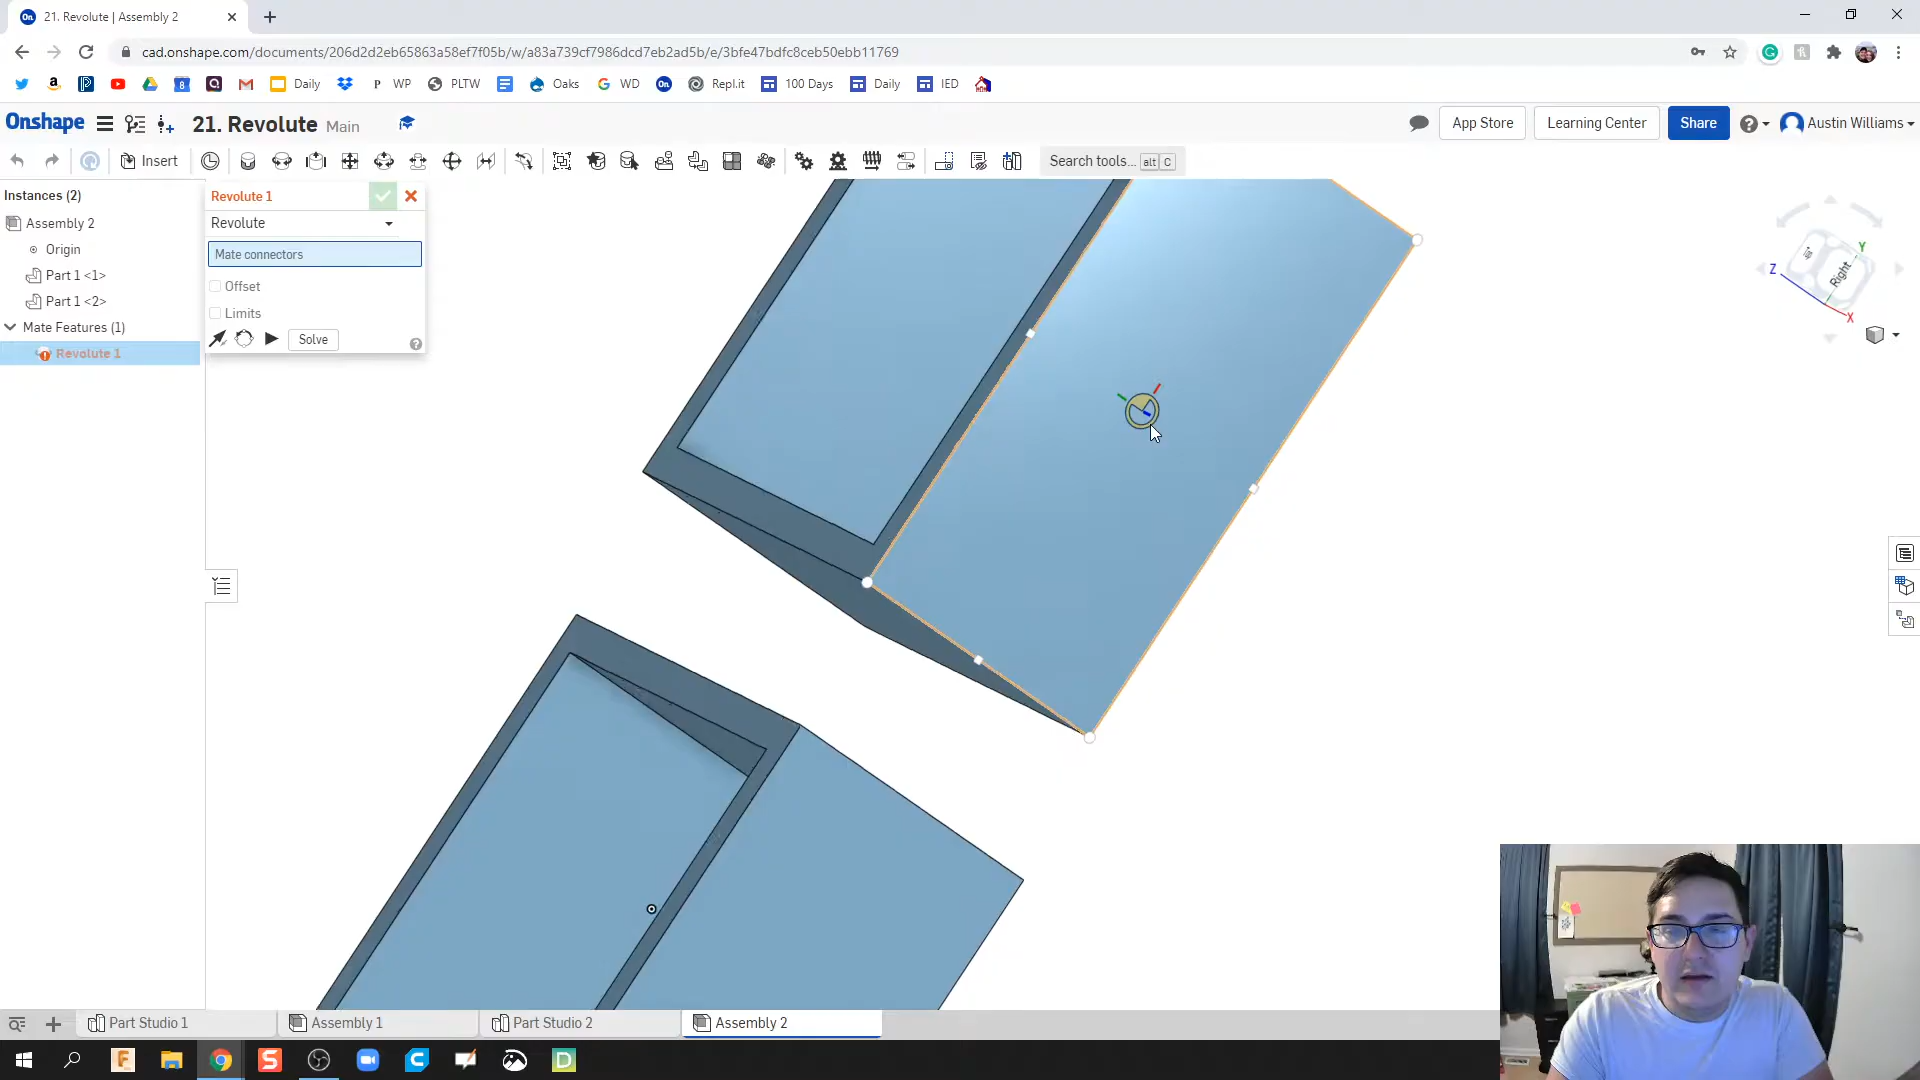 21. Revolute | Assembly 2
cad.onshape.com/documents/206d2d2eb65863a58ef7f05b/w/a83a739cf7986dcd7eb2ad5b/e/3bfe47bdfc8ceb50ebb11769
Daily
WP
PLTW
Oaks
WD
Repl.it
100 Days
Daily
IED
Onshape
21. Revolute Main
App Store
Learning Center
Share
Austin Williams
Insert
Search tools... alt C
Instances (2)
Assembly 2
Origin
Part 1 <1>
Part 1 <2>
Mate Features (1)
Revolute 1
Revolute 1
Revolute
Mate connectors
Offset
Limits
Solve
Y
Z
Right
X
Part Studio 1
Assembly 1
Part Studio 2
Assembly 2